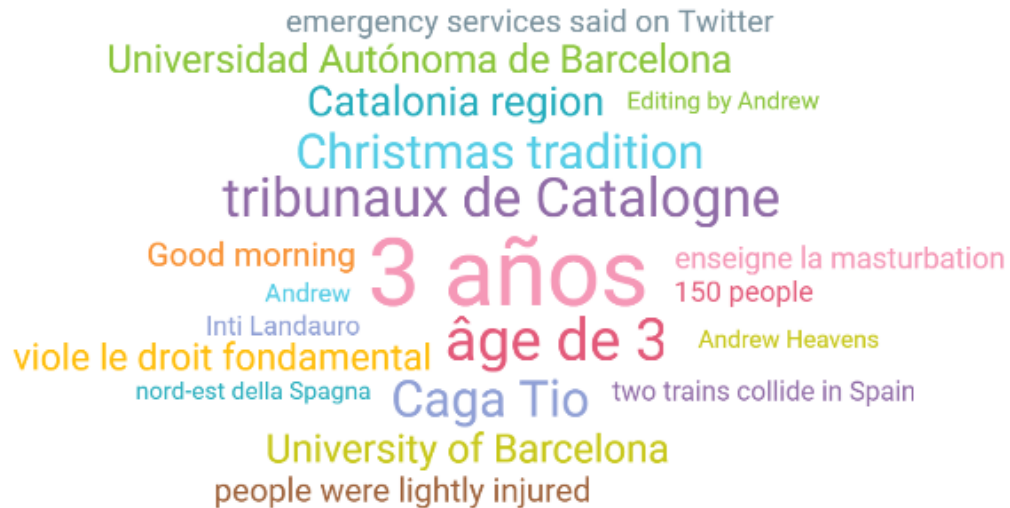 emergency services said on Twitter
Universidad Autónoma de Barcelona
Catalonia region
Editing by Andrew
Christmas tradition
tribunaux de Catalogne
Good morning
3 años
enseigne la masturbation
Andrew
150 people
Inti Landauro
âge de 3
Andrew Heavens
viole le droit fondamental
nord-est della Spagna
Caga Tio
two trains collide in Spain
University of Barcelona
people were lightly injured